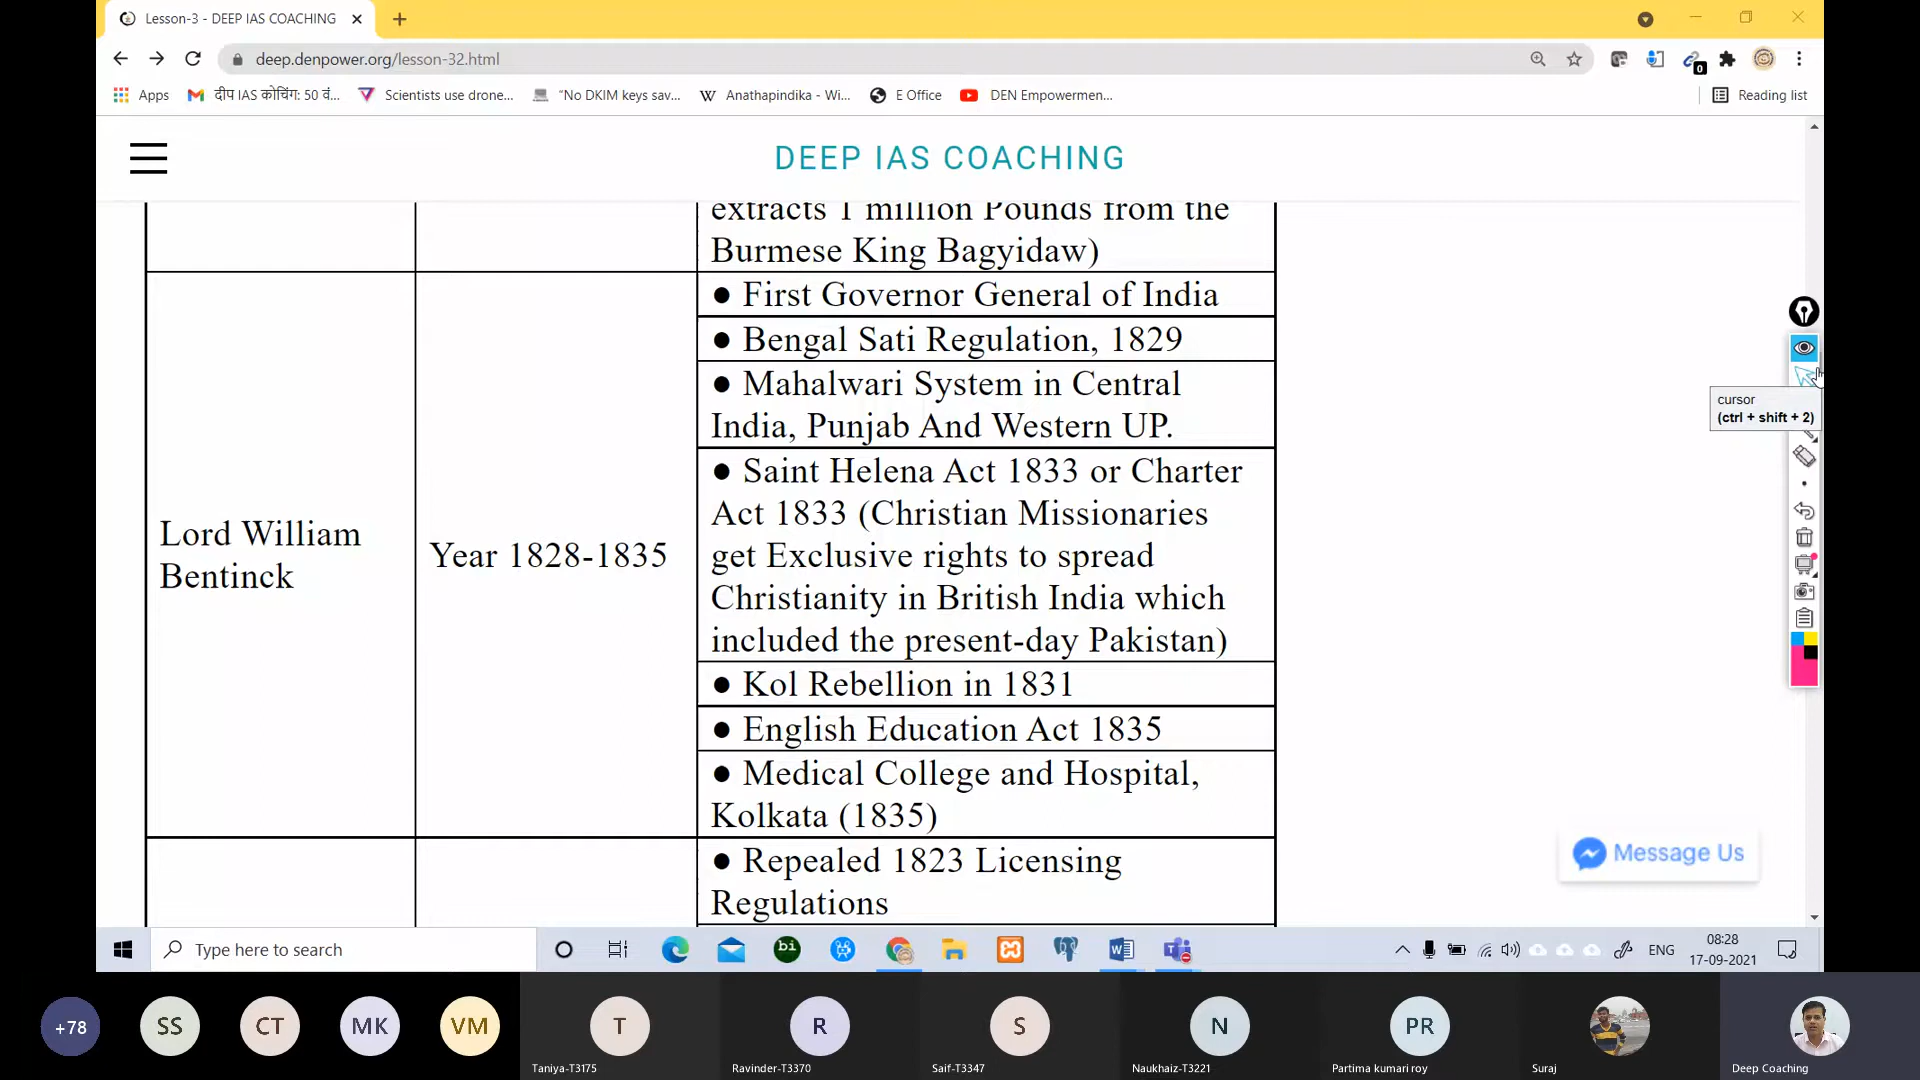 Lesson-3 - DEEP IAS COACHING
deep.denpower.org/lesson-32.html
0
Apps
दीप IAS कोचिंग: 50 वं...
Scientists use drone...
"No DKIM keys sav...
Anathapindika - Wi...
E Office
DEN Empowermen...
Reading list
DEEP IAS COACHING
extracts 1 million Pounds from the
Burmese King Bagyidaw)
● First Governor General of India
● Bengal Sati Regulation, 1829
● Mahalwari System in Central
India, Punjab And Western UP.
● Saint Helena Act 1833 or Charter
Act 1833 (Christian Missionaries
get Exclusive rights to spread
Christianity in British India which
included the present-day Pakistan)
Lord William
Bentinck
Year 1828-1835
● Kol Rebellion in 1831
● English Education Act 1835
● Medical College and Hospital,
Kolkata (1835)
● Repealed 1823 Licensing
Regulations
cursor
(ctrl + shift + 2)
Message Us
Type here to search
bi
ENG
08:28
17-09-2021
+78
SS
CT
MK
VM
T
Taniya-T3175
R
Ravinder-T3370
S
Saif-T3347
N
Naukhaiz-T3221
PR
Partima kumari roy
Suraj
Deep Coaching